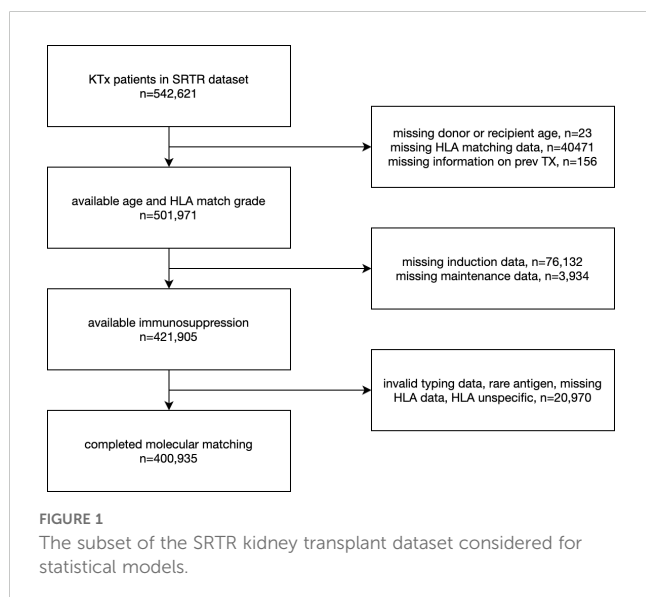 KTx patients in SRTR dataset
n=542,621
missing donor or recipient age, n=23
missing HLA matching data, n=40471
missing information on prev TX, n=156
available age and HLA match grade
n=501,971
missing induction data, n=76,132
missing maintenance data, n=3,934
available immunosuppression
n=421,905
invalid typing data, rare antigen, missing
HLA data, HLA unspecific, n=20,970
completed molecular matching
n=400,935
FIGURE 1
The subset of the SRTR kidney transplant dataset considered for
statistical models.